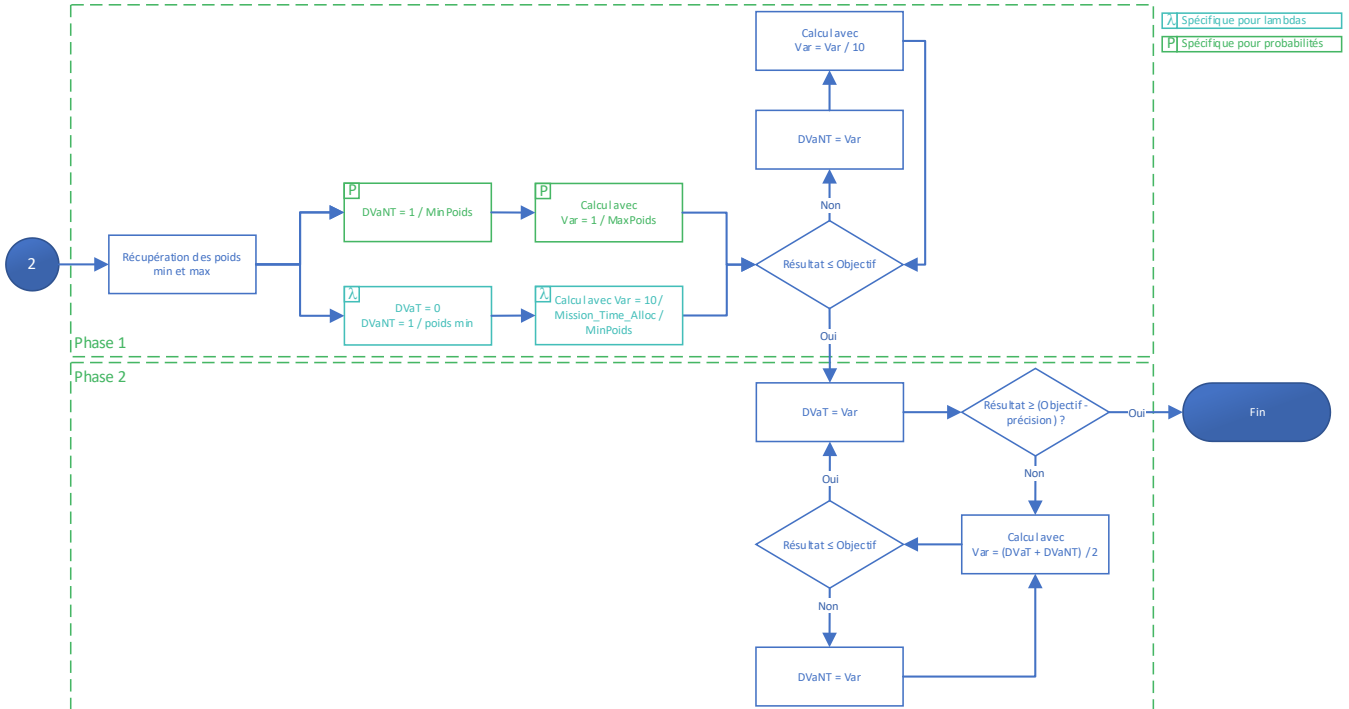 Calcul avec
Var = Var / 10
λ Spécifique pour lambdas
P Spécifique pour probabilités
DVaNT = Var
Non
P
DVaNT = 1 / MinPoids
P
Calcul avec
Var = 1 / MaxPoids
2
Récupération des poids
min et max
Résultat ≤ Objectif
λ
DVaT = 0
DVaNT = 1 / poids min
λ
Calcul avec Var = 10 /
Mission_Time_Alloc /
MinPoids
Oui
Phase 1
Phase 2
DVaT = Var
Résultat ≥ (Objectif -
précision) ?
Oui
Fin
Oui
Non
Résultat ≤ Objectif
Calcul avec
Var = (DVaT + DVaNT) / 2
Non
DVaNT = Var